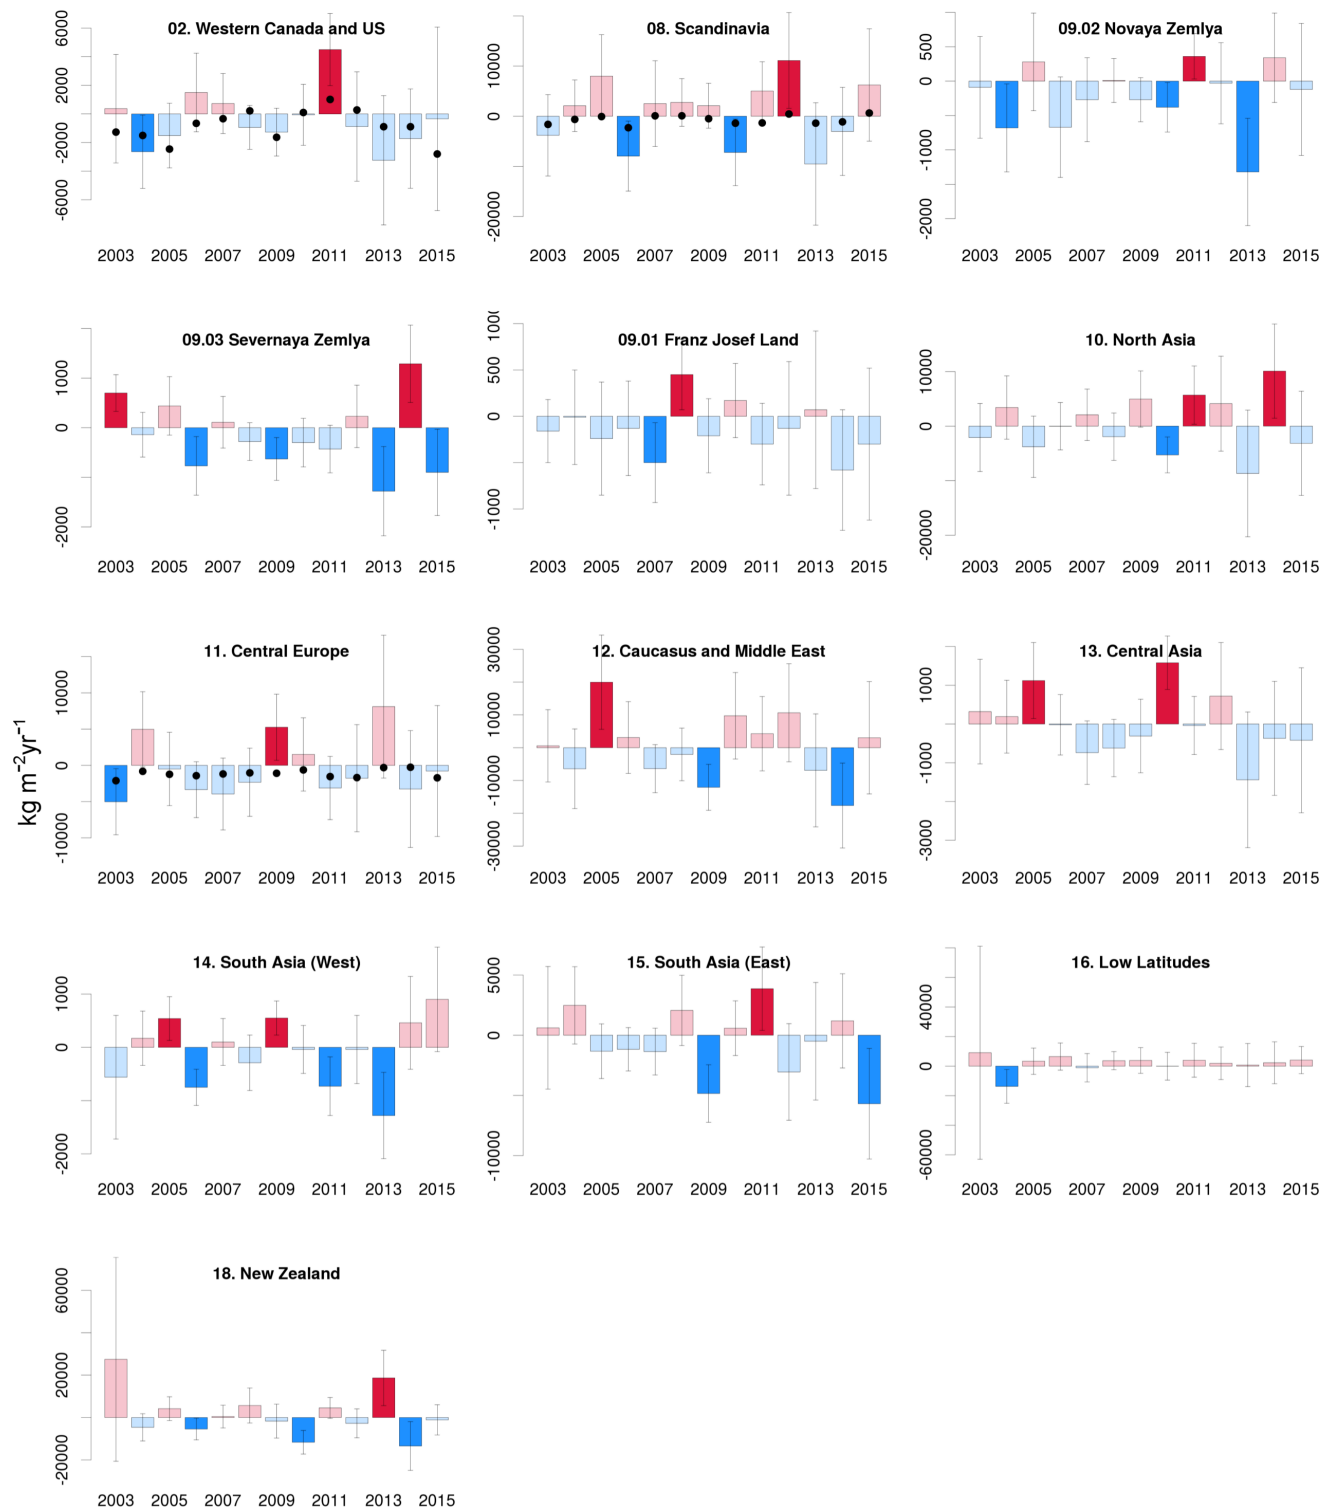 02. Western Canada and US
6000
2000
-2000
-6000
2003 2005 2007 2009 2011 2013 2015
08. Scandinavia
10000
0
-20000
2003 2005 2007 2009 2011 2013 2015
09.02 Novaya Zemlya
500
0
-1000
-2000
2003 2005 2007 2009 2011 2013 2015
09.03 Severnaya Zemlya
1000
0
-2000
2003 2005 2007 2009 2011 2013 2015
09.01 Franz Josef Land
500
0
-1000
2003 2005 2007 2009 2011 2013 2015
10. North Asia
10000
0
-20000
2003 2005 2007 2009 2011 2013 2015
kg m⁻²yr⁻¹
11. Central Europe
10000
0
-10000
2003 2005 2007 2009 2011 2013 2015
12. Caucasus and Middle East
30000
10000
-10000
-30000
2003 2005 2007 2009 2011 2013 2015
13. Central Asia
1000
-1000
-3000
2003 2005 2007 2009 2011 2013 2015
14. South Asia (West)
1000
0
-2000
2003 2005 2007 2009 2011 2013 2015
15. South Asia (East)
5000
0
-10000
2003 2005 2007 2009 2011 2013 2015
16. Low Latitudes
40000
0
-60000
2003 2005 2007 2009 2011 2013 2015
18. New Zealand
60000
20000
-20000
2003 2005 2007 2009 2011 2013 2015